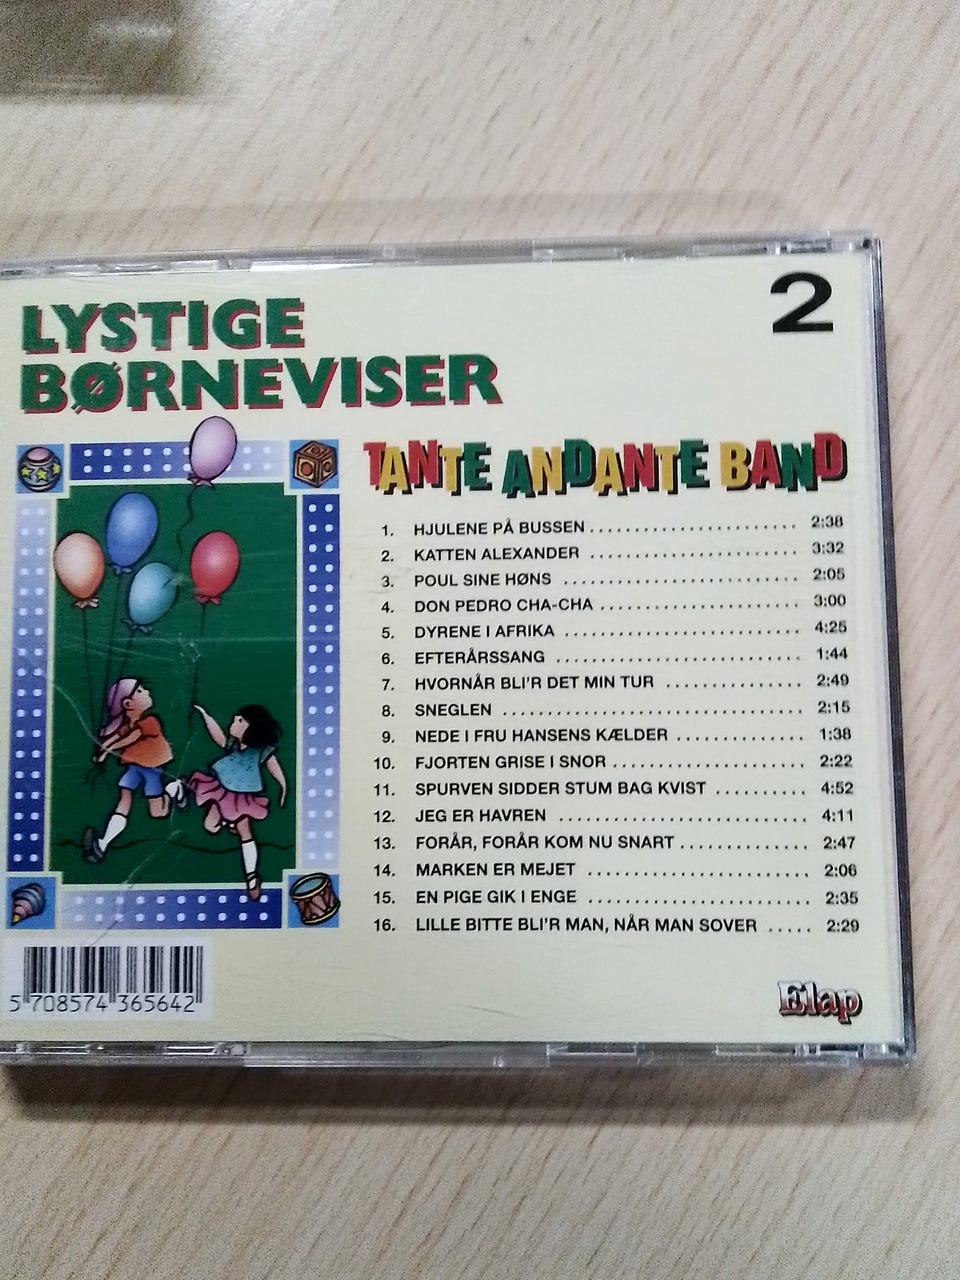 2
LYSTIGE
BØRNEVISER
TANTE ANDANTE BAND
1. HJULENE PÅ BUSSEN ........................ 2:38
2. KATTEN ALEXANDER ........................ 3:32
3. POUL SINE HØNS ........................... 2:05
4. DON PEDRO CHA-CHA ....................... 3:00
5. DYRENE I AFRIKA ........................... 4:25
6. EFTERÅRSSANG ............................ 1:44
7. HVORNÅR BLI'R DET MIN TUR ................ 2:49
8. SNEGLEN .................................. 2:15
9. NEDE I FRU HANSENS KÆLDER ............... 1:38
10. FJORTEN GRISE I SNOR ...................... 2:22
11. SPURVEN SIDDER STUM BAG KVIST .......... 4:52
12. JEG ER HAVREN ............................ 4:11
13. FORÅR, FORÅR KOM NU SNART ............... 2:47
14. MARKEN ER MEJET ......................... 2:06
15. EN PIGE GIK I ENGE ......................... 2:35
16. LILLE BITTE BLI'R MAN, NÅR MAN SOVER ..... 2:29
5 708574 365642
Elap